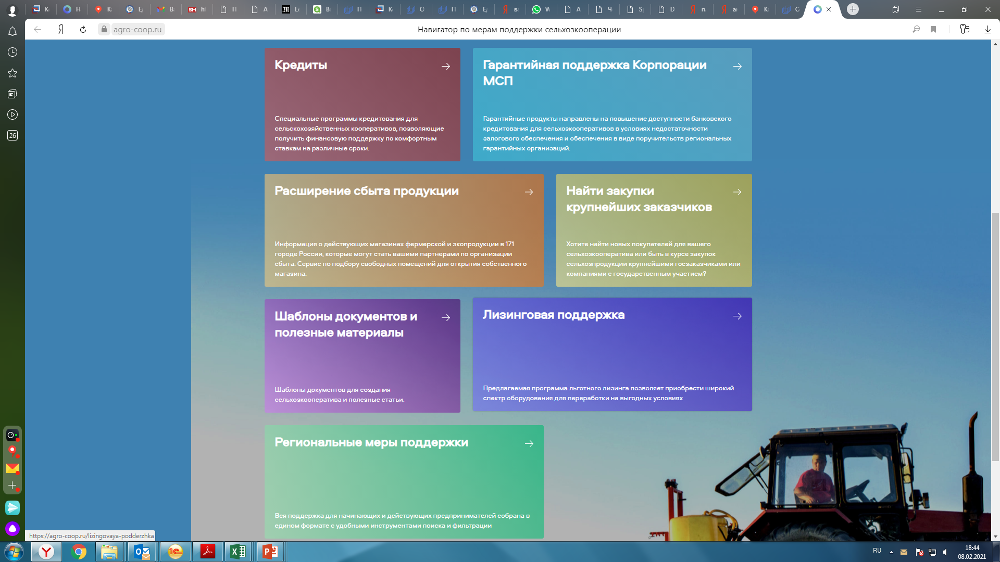 agro-coop.ru
Навигатор по мерам поддержки сельхозкооперации
26
Кредиты
Специальные программы кредитования для
сельскохозяйственных кооперативов, позволяющие
получить финансовую поддержку по комфортным
ставкам на различные сроки.
Гарантийная поддержка Корпорации
МСП
Гарантийные продукты направлены на повышение доступности банковского
кредитования для сельхозкооперативов в условиях недостаточности
залогового обеспечения и обеспечения в виде поручительств региональных
гарантийных организаций.
Расширение сбыта продукции
Информация о действующих магазинах фермерской и экопродукции в 171
городе России, которые могут стать вашими партнерами по организации
сбыта. Сервис по подбору свободных помещений для открытия собственного
магазина.
Найти закупки
крупнейших заказчиков
Хотите найти новых покупателей для вашего
сельхозкооператива или быть в курсе закупок
сельхозпродукции крупнейшими госзаказчиками или
компаниями с государственным участием?
Шаблоны документов и
полезные материалы
Шаблоны документов для создания
сельхозкооператива и полезные статьи.
Лизинговая поддержка
Предлагаемая программа льготного лизинга позволяет приобрести широкий
спектр оборудования для переработки на выгодных условиях
Региональные меры поддержки
Вся поддержка для начинающих и действующих предпринимателей собрана в
едином формате с удобными инструментами поиска и фильтрации
https://agro-coop.ru/lizingovaya-podderzhka
RU
18:44
08.02.2021